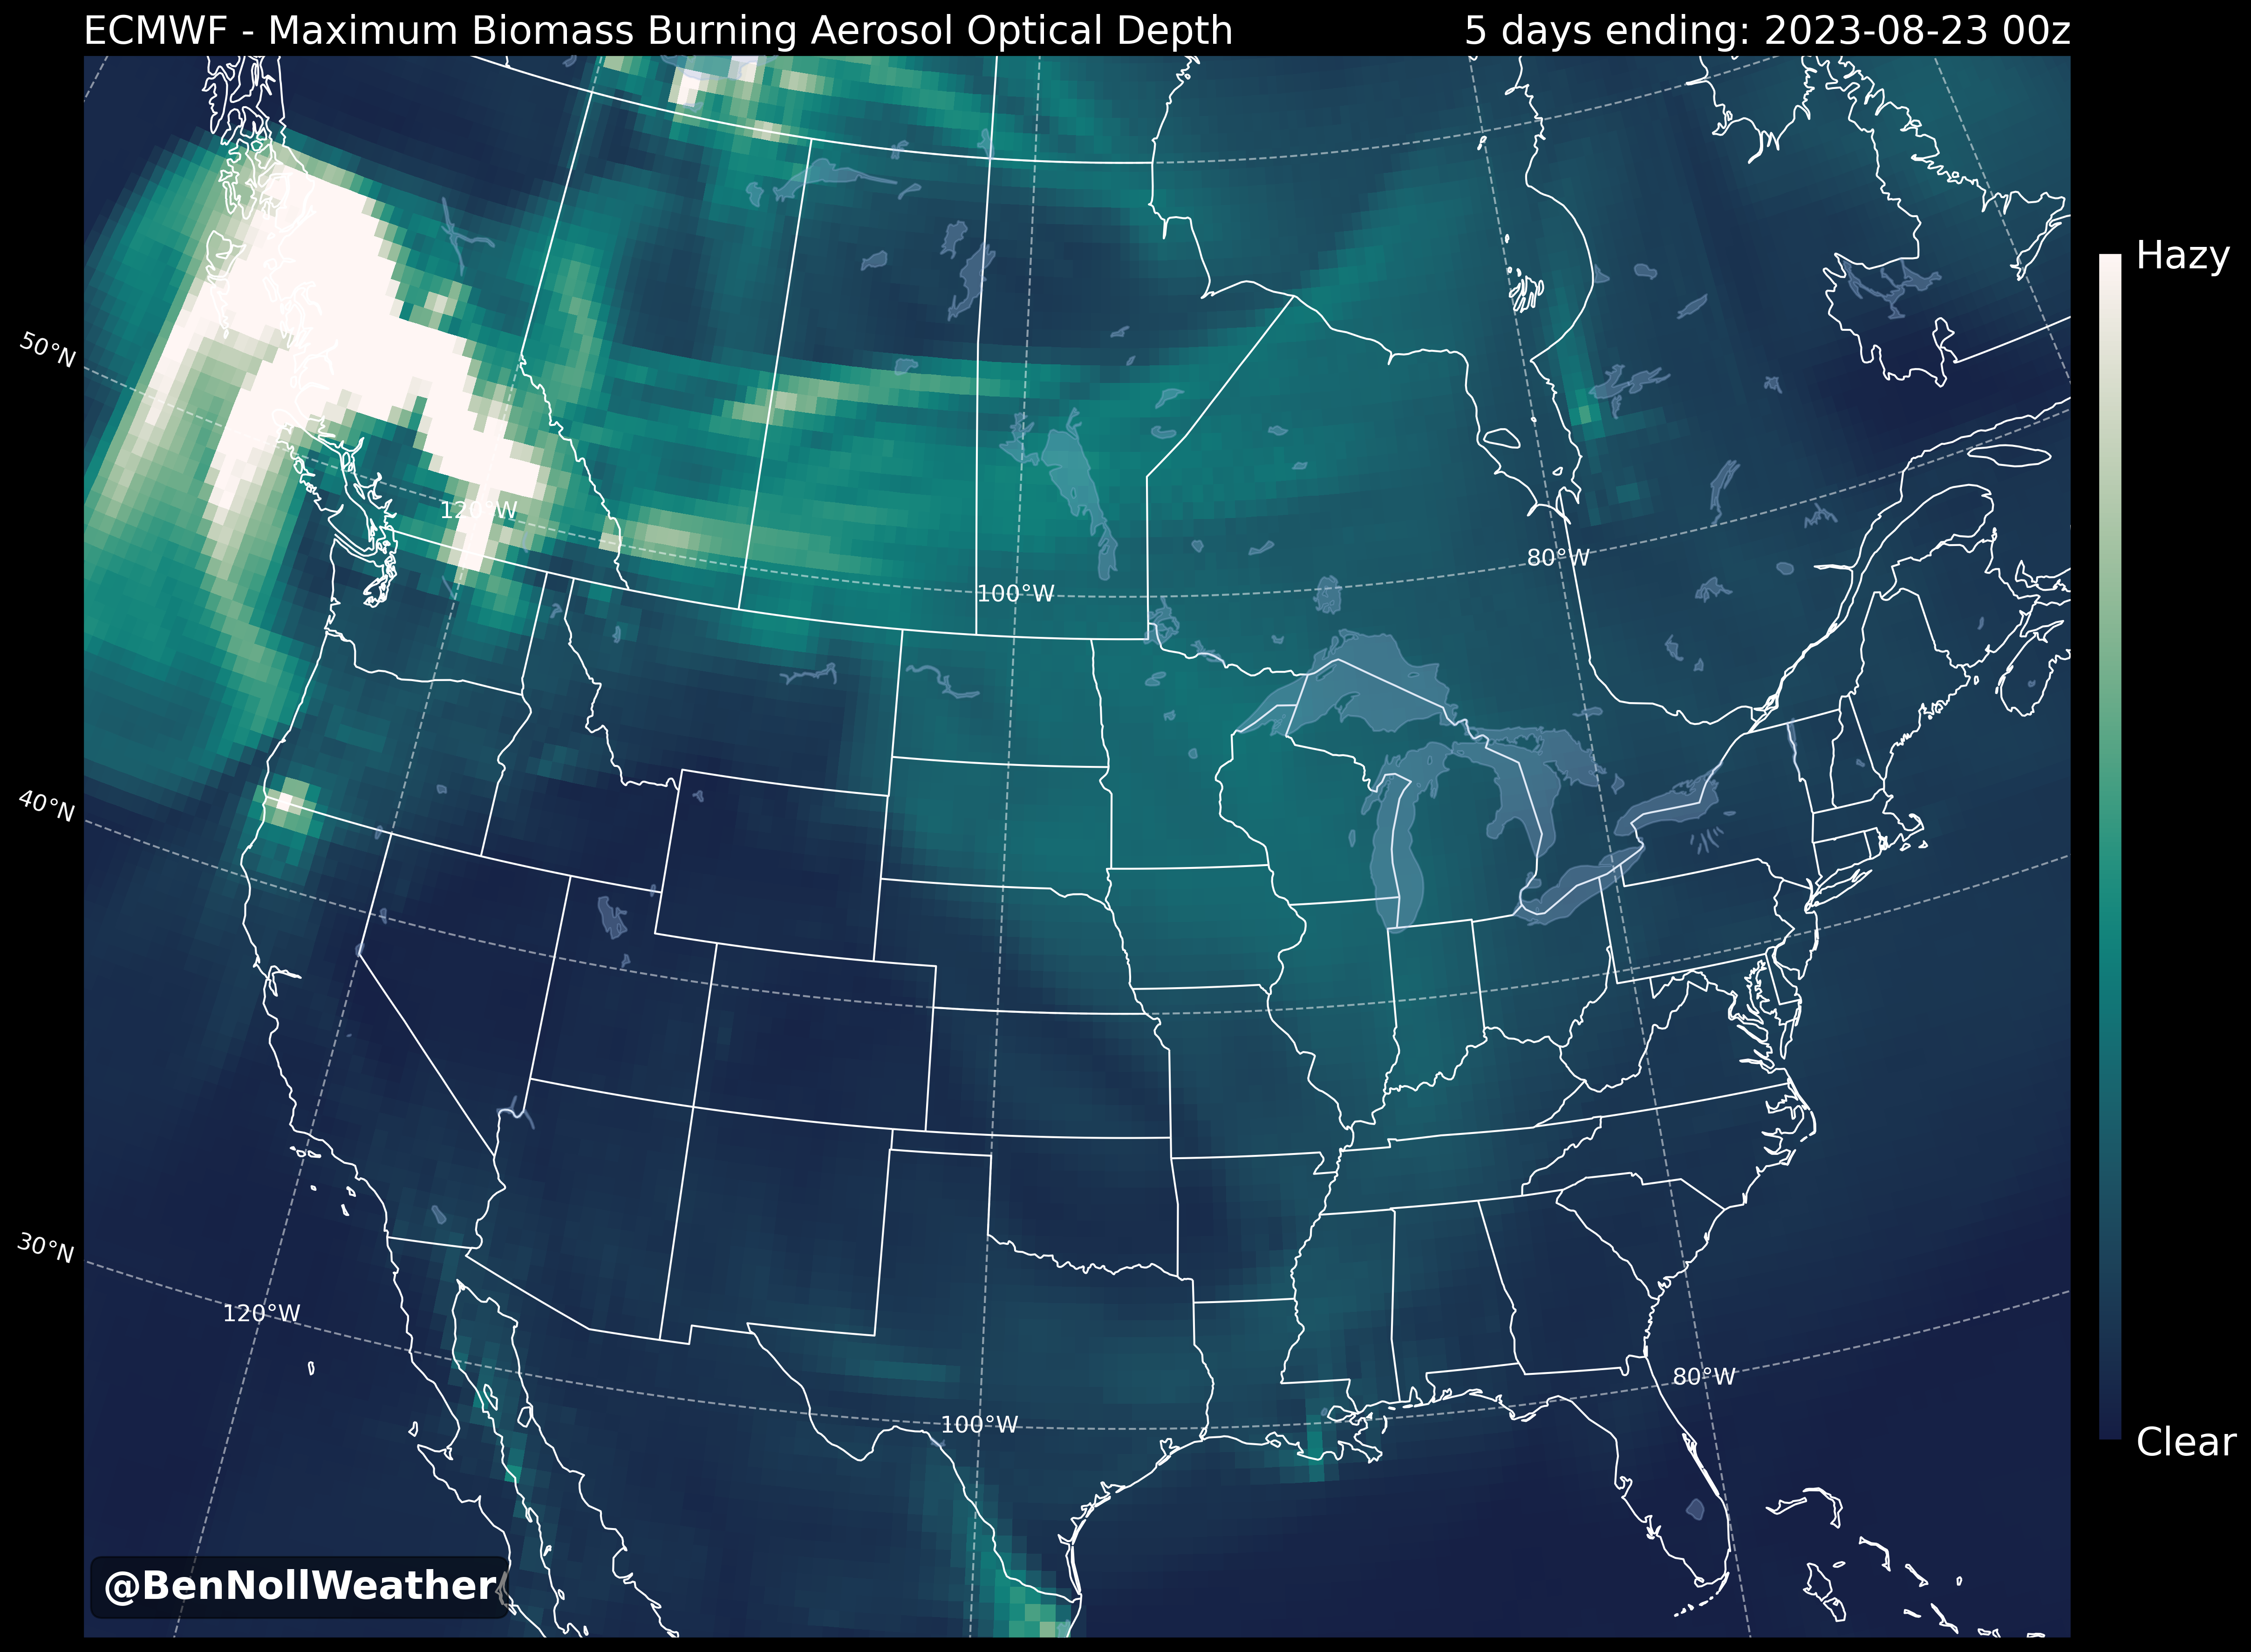 ECMWF - Maximum Biomass Burning Aerosol Optical Depth
5 days ending: 2023-08-23 00z
Hazy
50°N
120°W
80°W
100°W
40°N
30°N
120°W
80°W
100°W
Clear
@BenNollWeather